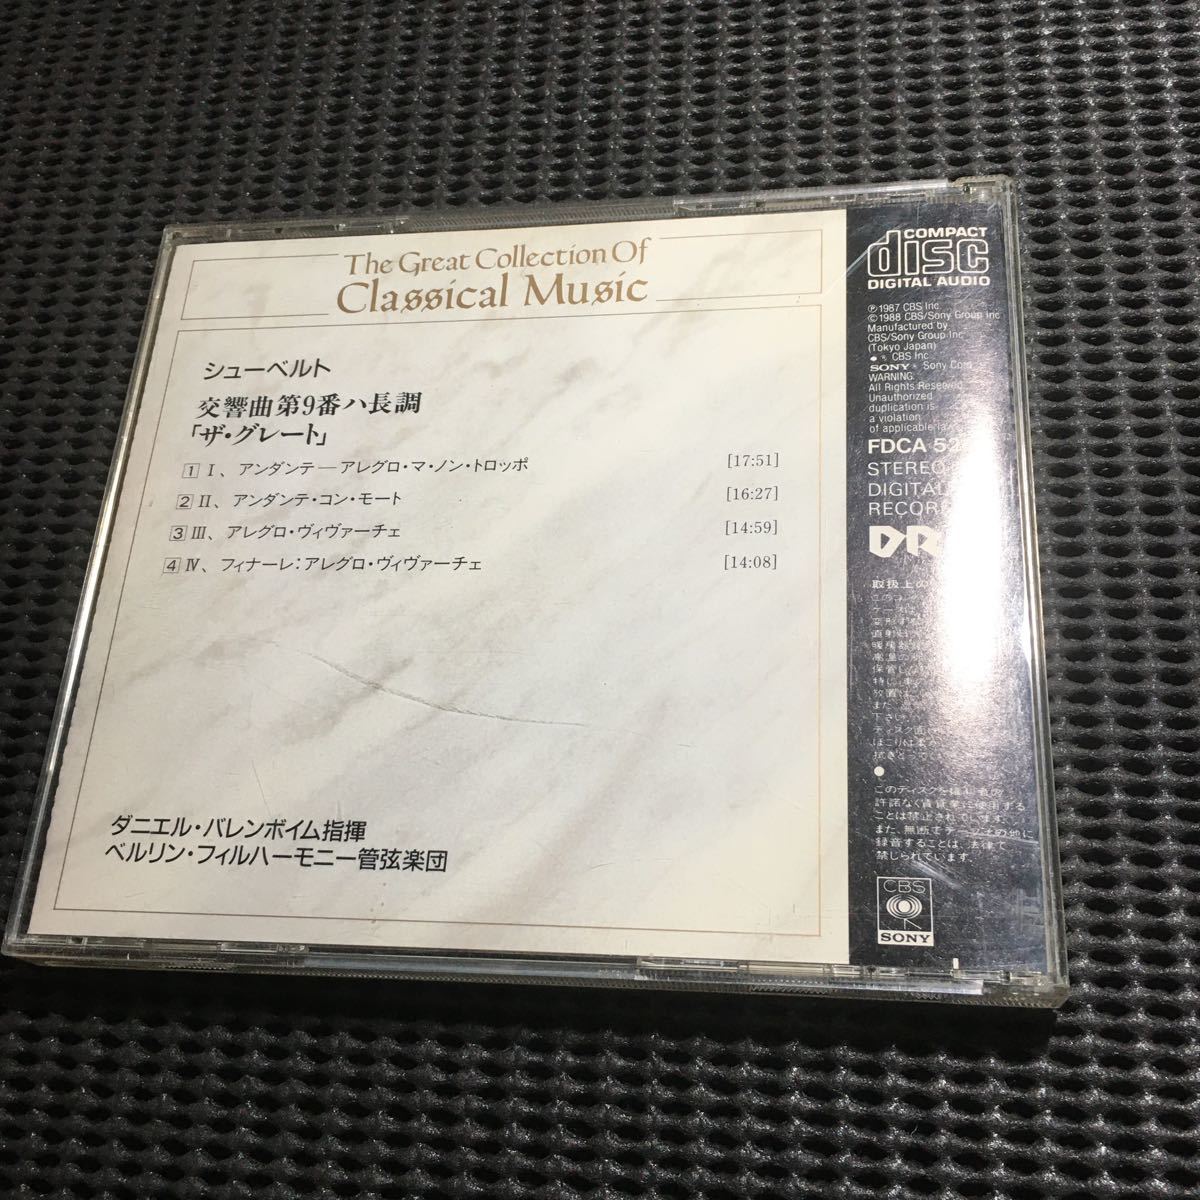 The Great Collection Of
Classical Music
シューベルト
交響曲第9番ハ長調
「ザ・グレート」
1 I、アンダンテ―アレグロ・マ・ノン・トロッポ [17:51]
2 II、アンダンテ・コン・モート [16:27]
3 III、アレグロ・ヴィヴァーチェ [14:59]
4 IV、フィナーレ:アレグロ・ヴィヴァーチェ [14:08]
ダニエル・バレンボイム指揮
ベルリン・フィルハーモニー管弦楽団
COMPACT
disc
DIGITAL AUDIO
℗1987 CBS Inc
©1988 CBS/Sony Group Inc
Manufactured by
CBS/Sony Group Inc
(Tokyo Japan)
CBS Inc
SONY Sony Corp
WARNING
All Rights Reserved
Unauthorized
duplication is
a violation
of applicable
FDCA
STEREO
DIGITAL
取扱上の
このディスクを
許諾なく賃貸業に使用する
ことは禁止されています。
また、無断でテープその他に
録音することは、法律で
禁じられています。
CBS
SONY